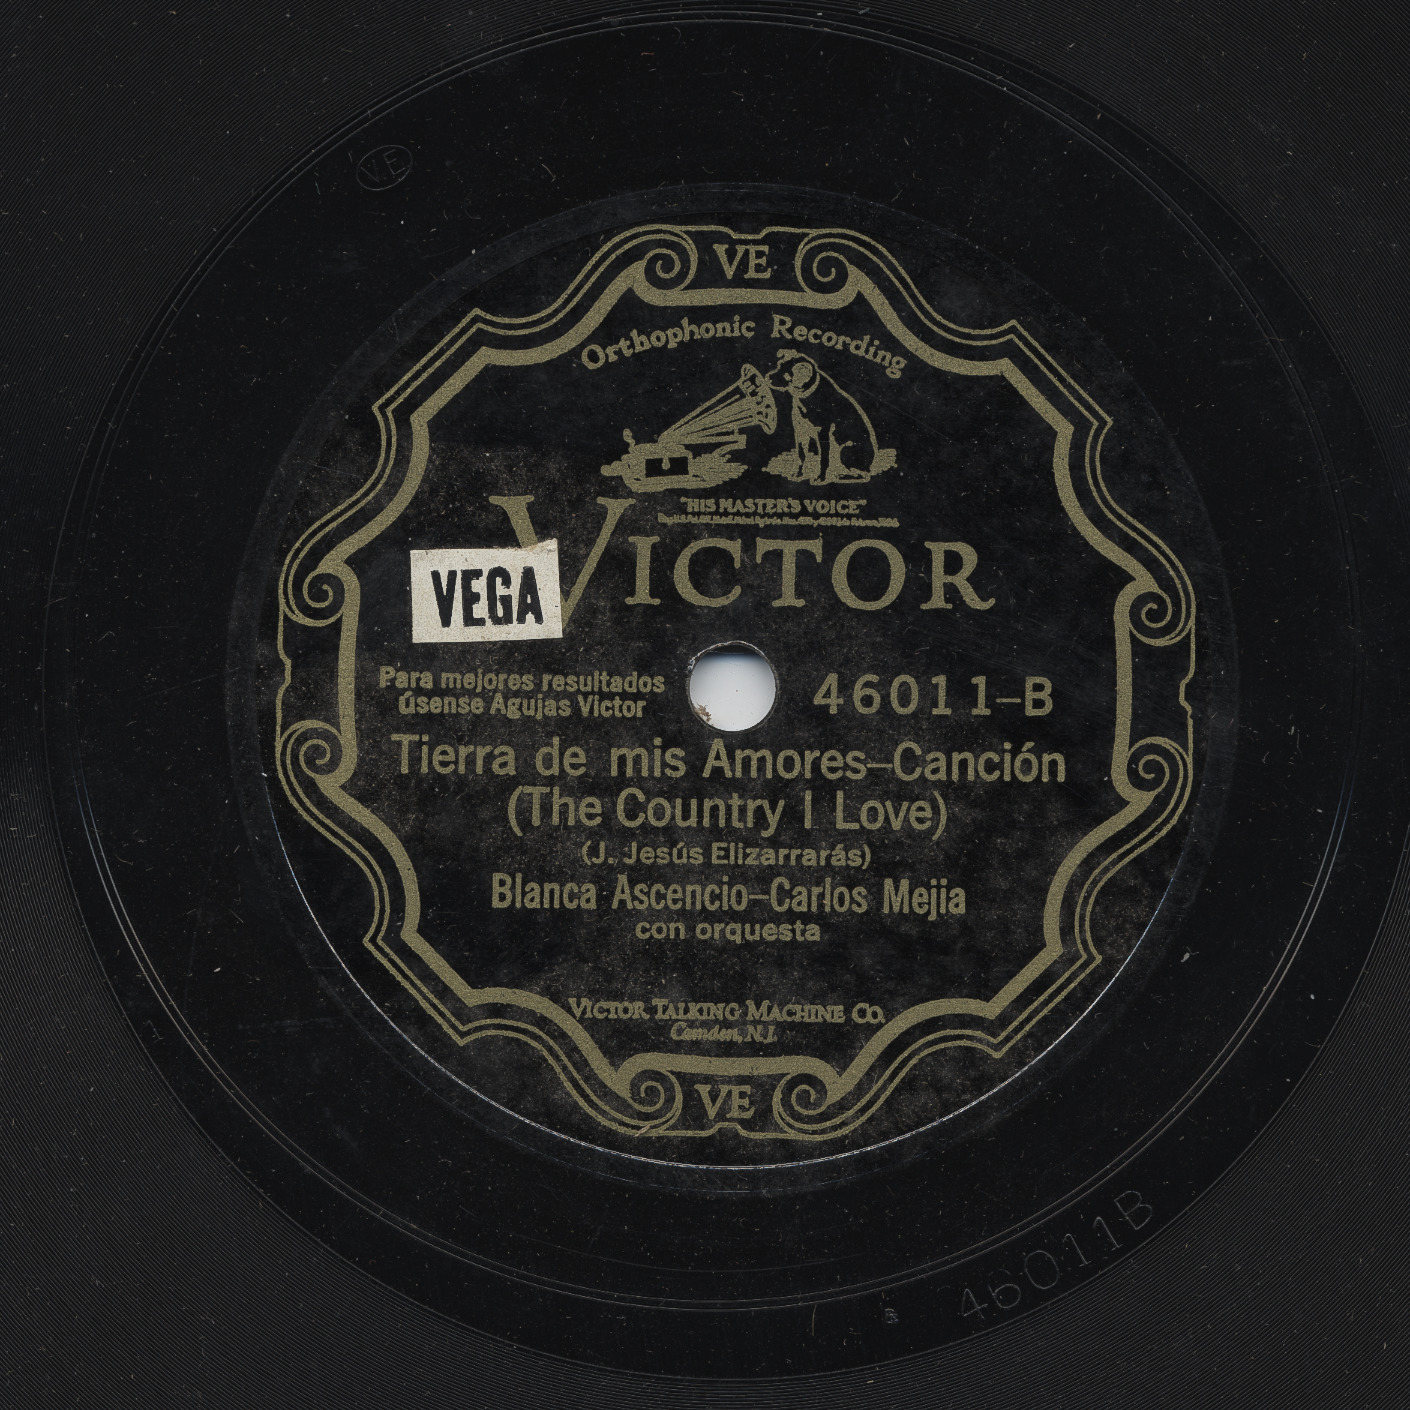 VE
VE
Orthophonic Recording
"HIS MASTER'S VOICE"
VICTOR
VEGA
Para mejores resultados
úsense Agujas Victor
46011–B
Tierra de mis Amores–Canción
(The Country I Love)
(J. Jesús Elizarrarás)
Blanca Ascencio–Carlos Mejia
con orquesta
VICTOR TALKING MACHINE CO.
Camden, N.J.
VE
46011B